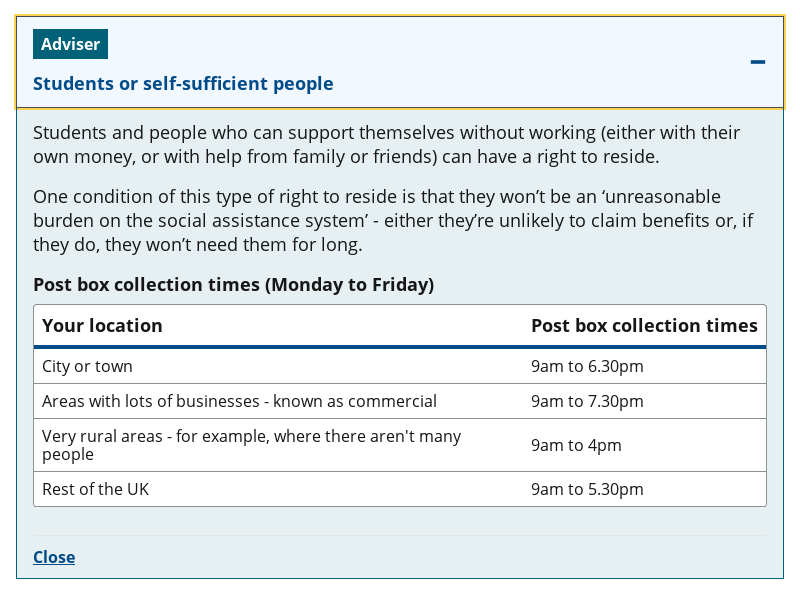 Adviser
Students or self-sufficient people
Students and people who can support themselves without working (either with their
own money, or with help from family or friends) can have a right to reside.
One condition of this type of right to reside is that they won’t be an ‘unreasonable
burden on the social assistance system’ - either they’re unlikely to claim benefits or, if
they do, they won’t need them for long.
Post box collection times (Monday to Friday)
Your location Post box collection times
City or town 9am to 6.30pm
Areas with lots of businesses - known as commercial 9am to 7.30pm
Very rural areas - for example, where there aren't many
people 9am to 4pm
Rest of the UK 9am to 5.30pm
Close